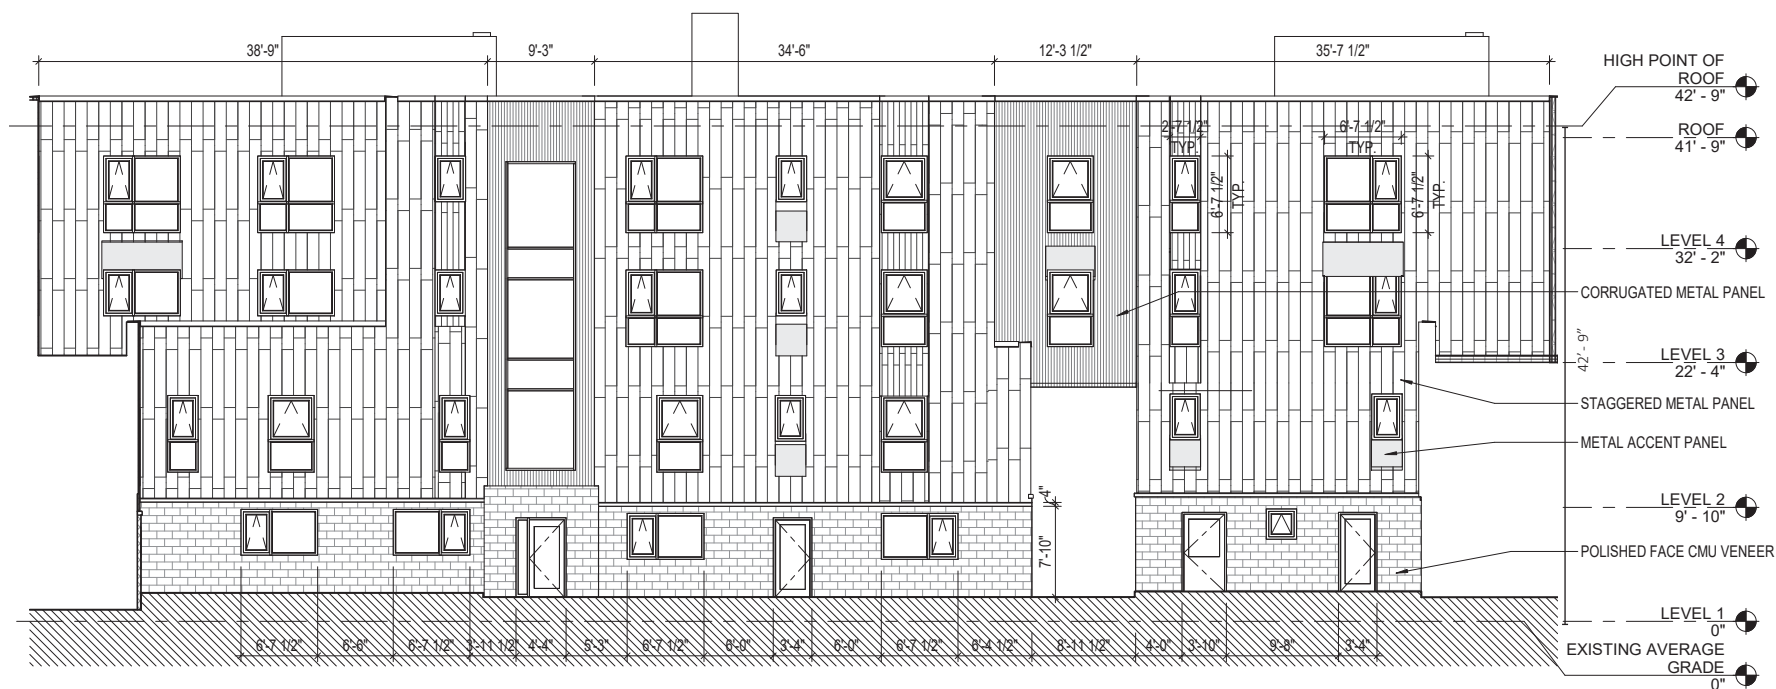 38'-9"
9'-3"
34'-6"
12'-3 1/2"
35'-7 1/2"
HIGH POINT OF
ROOF
42' - 9"
ROOF
41' - 9"
2'-7 1/2"
TYP.
6'-7 1/2"
TYP.
6'-7 1/2"
TYP.
6'-7 1/2"
TYP.
LEVEL 4
32' - 2"
CORRUGATED METAL PANEL
42' - 9"
LEVEL 3
22' - 4"
STAGGERED METAL PANEL
METAL ACCENT PANEL
LEVEL 2
9' - 10"
POLISHED FACE CMU VENEER
7'-10"
LEVEL 1
0"
EXISTING AVERAGE
GRADE
0"
6'-7 1/2"
6'-6"
6'-7 1/2"
3'-11 1/2"
4'-4"
5'-3"
6'-7 1/2"
6'-0"
3'-4"
6'-0"
6'-7 1/2"
6'-4 1/2"
8'-11 1/2"
4'-0"
3'-10"
9'-8"
3'-4"